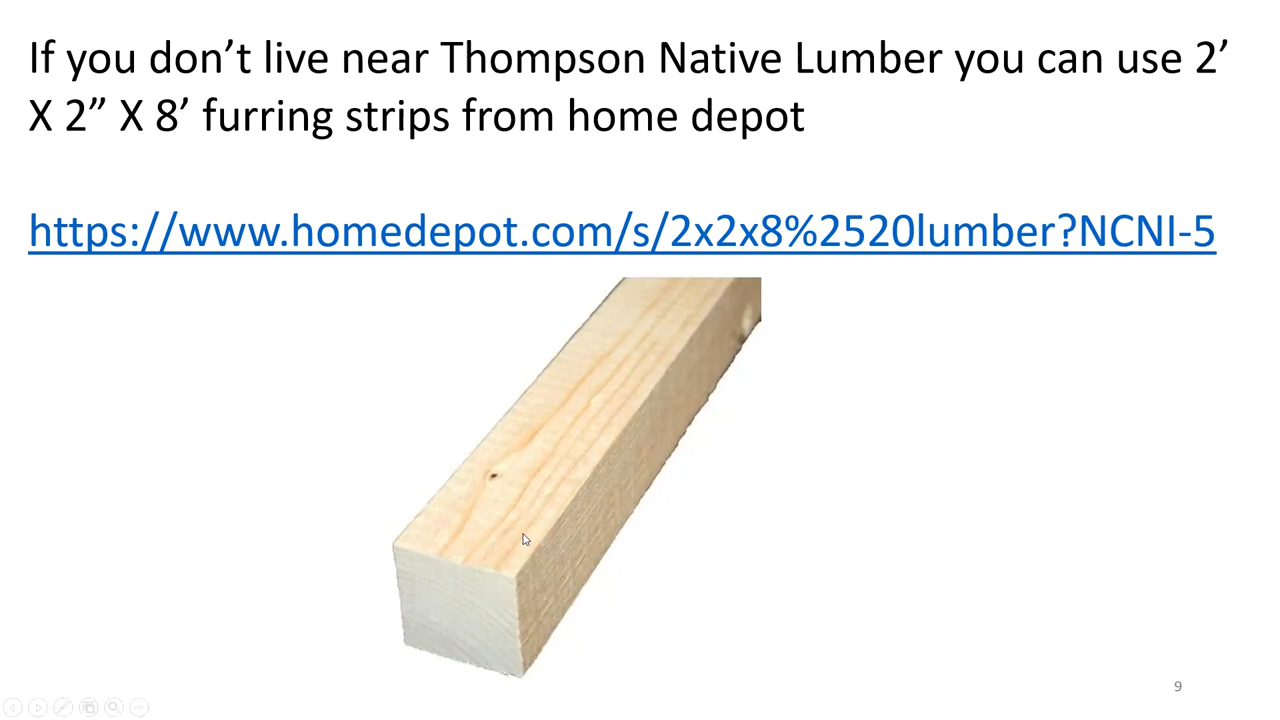 If you don’t live near Thompson Native Lumber you can use 2’
X 2” X 8’ furring strips from home depot
https://www.homedepot.com/s/2x2x8%2520lumber?NCNI-5
9